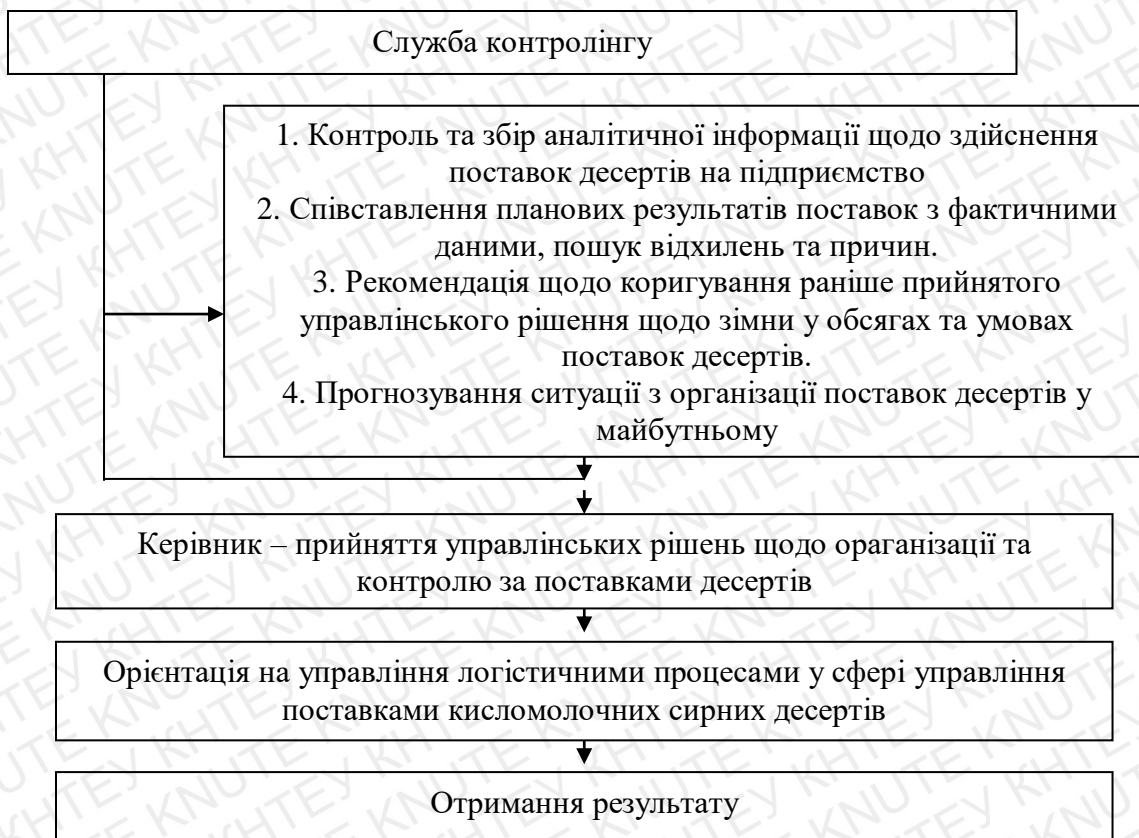 Служба контролінгу
1. Контроль та збір аналітичної інформації щодо здійснення
поставок десертів на підприємство
2. Співставлення планових результатів поставок з фактичними
даними, пошук відхилень та причин.
3. Рекомендація щодо коригування раніше прийнятого
управлінського рішення щодо зімни у обсягах та умовах
поставок десертів.
4. Прогнозування ситуації з організації поставок десертів у
майбутньому
Керівник – прийняття управлінських рішень щодо ораганізації та
контролю за поставками десертів
Орієнтація на управління логістичними процесами у сфері управління
поставками кисломолочних сирних десертів
Отримання результату